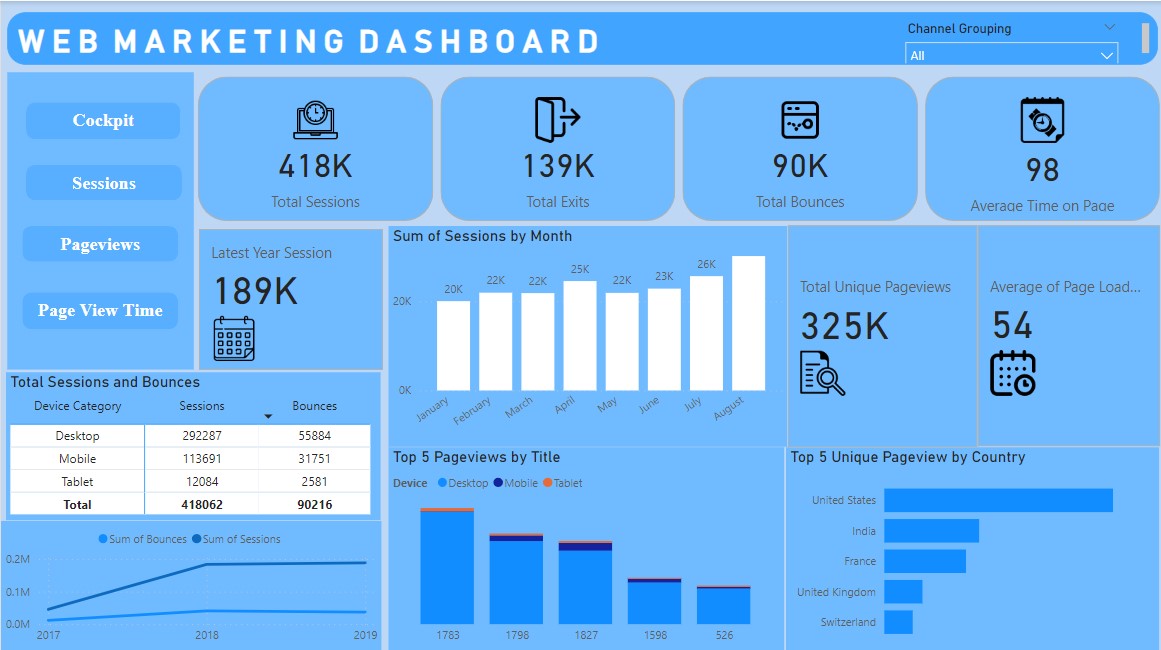 WEB MARKETING DASHBOARD
Channel Grouping
All
Cockpit
Sessions
Pageviews
Page View Time
418K
Total Sessions
139K
Total Exits
90K
Total Bounces
98
Average Time on Page
Latest Year Session
189K
Sum of Sessions by Month
20K
0K
20K
22K
22K
25K
22K
23K
26K
January
February
March
April
May
June
July
August
Total Unique Pageviews
325K
Average of Page Load...
54
Total Sessions and Bounces
Device Category Sessions Bounces
Desktop 292287 55884
Mobile 113691 31751
Tablet 12084 2581
Total 418062 90216
Sum of Bounces Sum of Sessions
0.2M
0.1M
0.0M
2017 2018 2019
Top 5 Pageviews by Title
Device Desktop Mobile Tablet
1783 1798 1827 1598 526
Top 5 Unique Pageview by Country
United States
India
France
United Kingdom
Switzerland